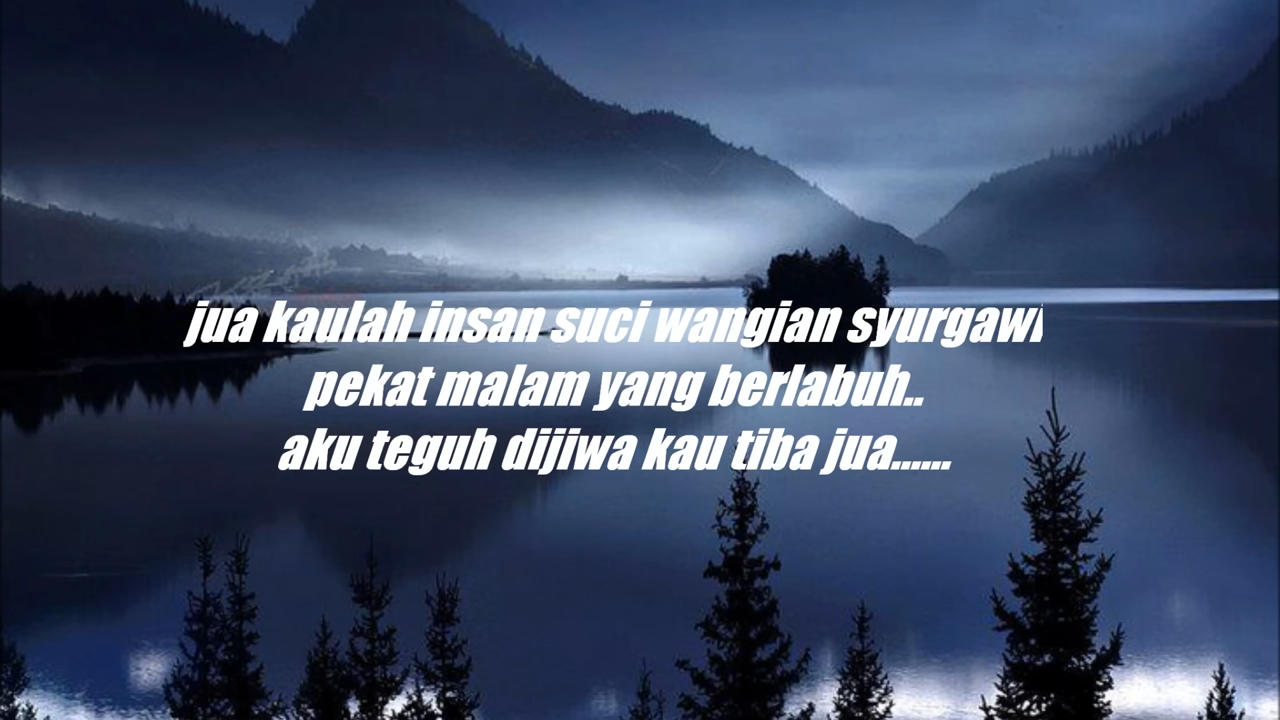 jua kaulah insan suci wangian syurgawi
pekat malam yang berlabuh..
aku teguh dijiwa kau tiba jua......